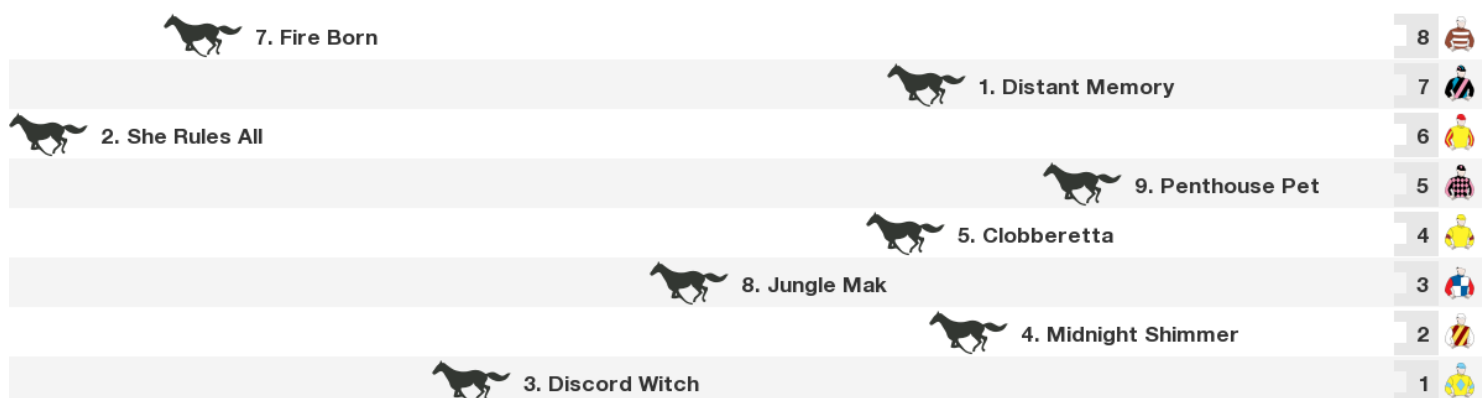 7. Fire Born 8
1. Distant Memory 7
2. She Rules All 6
9. Penthouse Pet 5
5. Clobberetta 4
8. Jungle Mak 3
4. Midnight Shimmer 2
3. Discord Witch 1